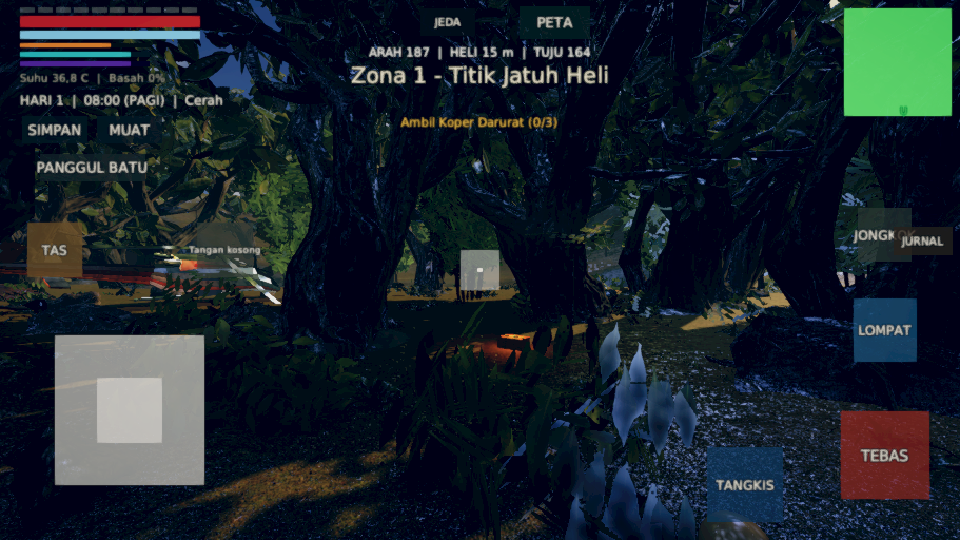 JEDA
PETA
ARAH 187 | HELI 15 m | TUJU 164
Zona 1 - Titik Jatuh Heli
Suhu 36,8 C | Basah 0%
HARI 1 | 08:00 (PAGI) | Cerah
Ambil Koper Darurat (0/3)
SIMPAN
MUAT
PANGGUL BATU
TAS
Tangan kosong
JONGKOK
JURNAL
LOMPAT
TEBAS
TANGKIS